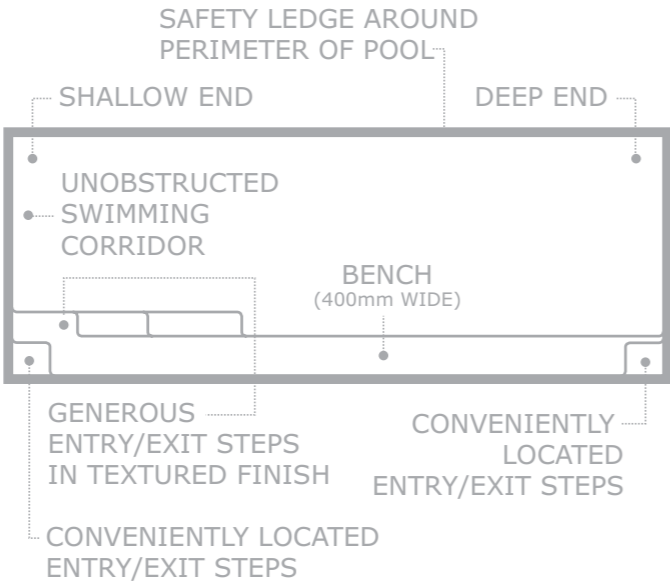 SAFETY LEDGE AROUND
PERIMETER OF POOL
SHALLOW END
DEEP END
UNOBSTRUCTED
SWIMMING
CORRIDOR
BENCH
(400mm WIDE)
GENEROUS
ENTRY/EXIT STEPS
IN TEXTURED FINISH
CONVENIENTLY
LOCATED
ENTRY/EXIT STEPS
CONVENIENTLY LOCATED
ENTRY/EXIT STEPS